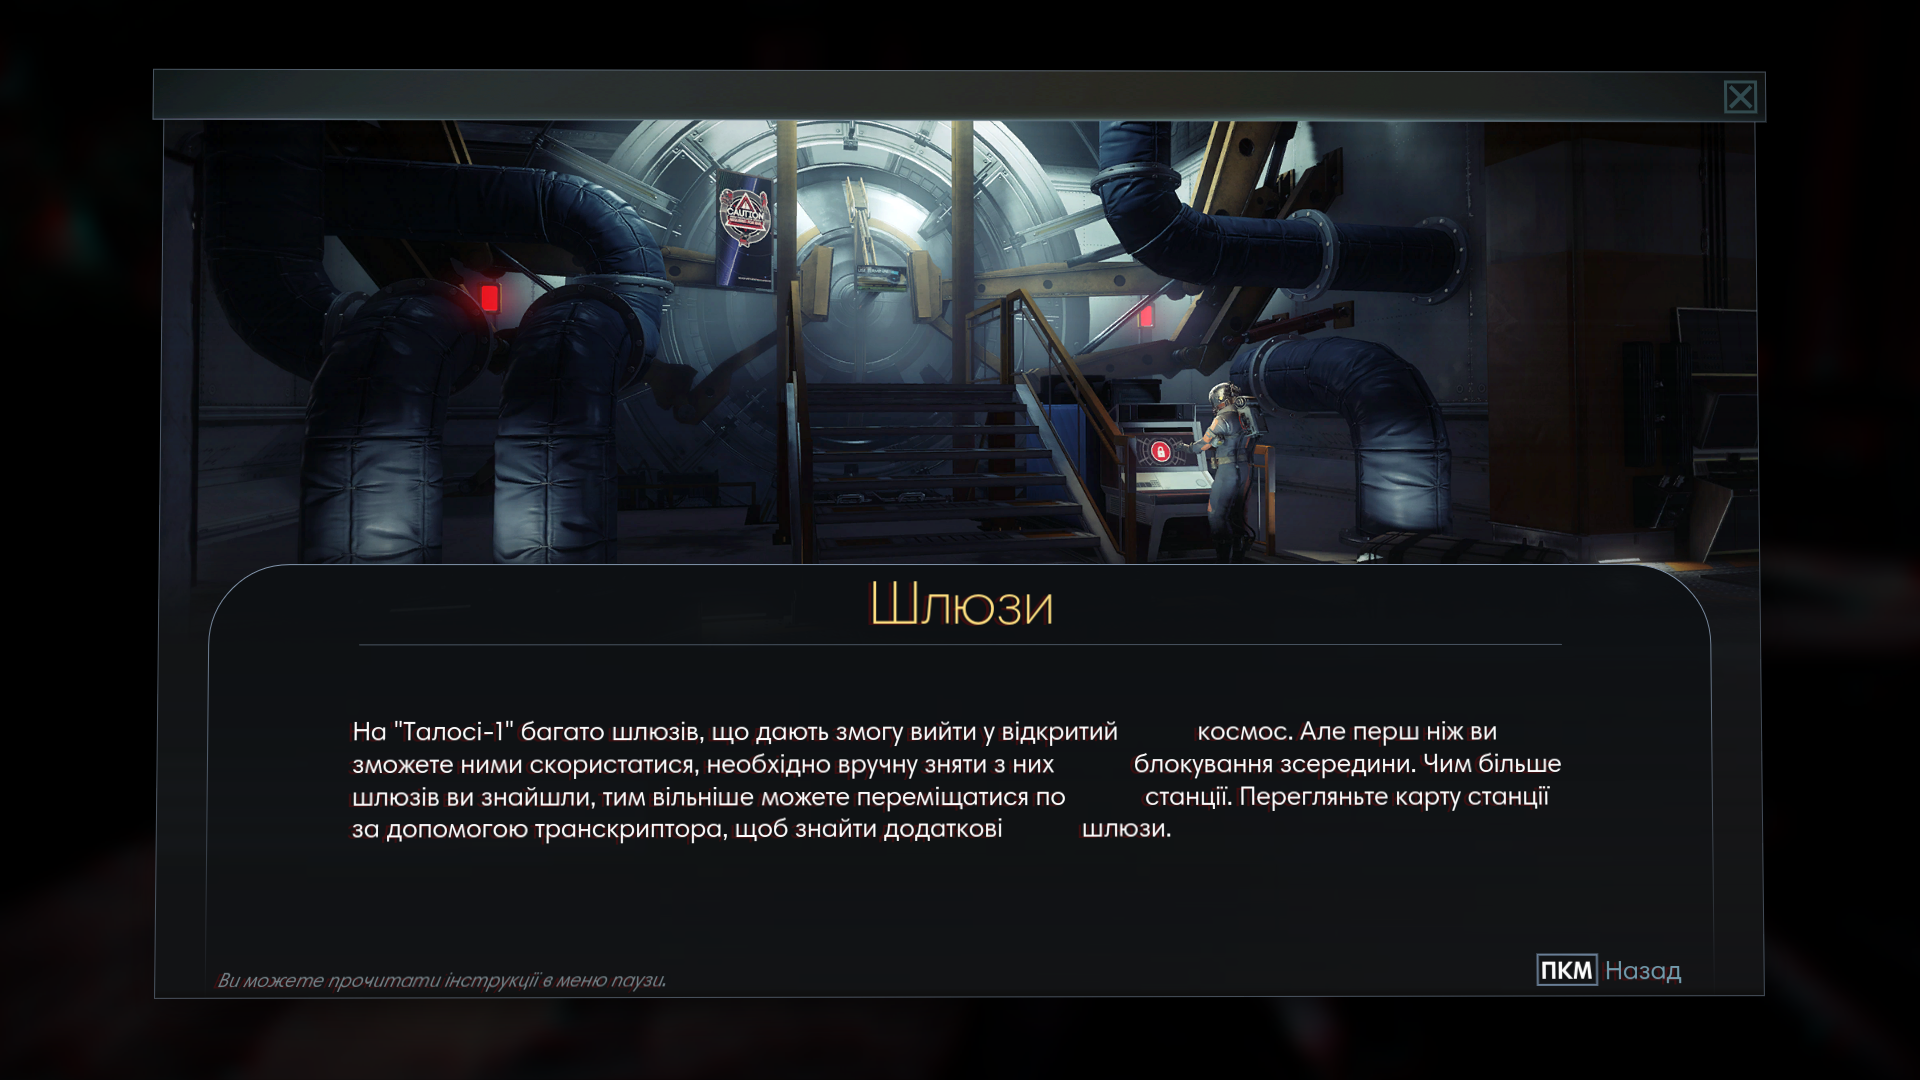 CAUTION
Шлюзи
На "Талосі-1" багато шлюзів, що дають змогу вийти у відкритий космос. Але перш ніж ви
зможете ними скористатися, необхідно вручну зняти з них блокування зсередини. Чим більше
шлюзів ви знайшли, тим вільніше можете переміщатися по станції. Перегляньте карту станції
за допомогою транскриптора, щоб знайти додаткові шлюзи.
Ви можете прочитати інструкції в меню паузи.
ПКМ Назад